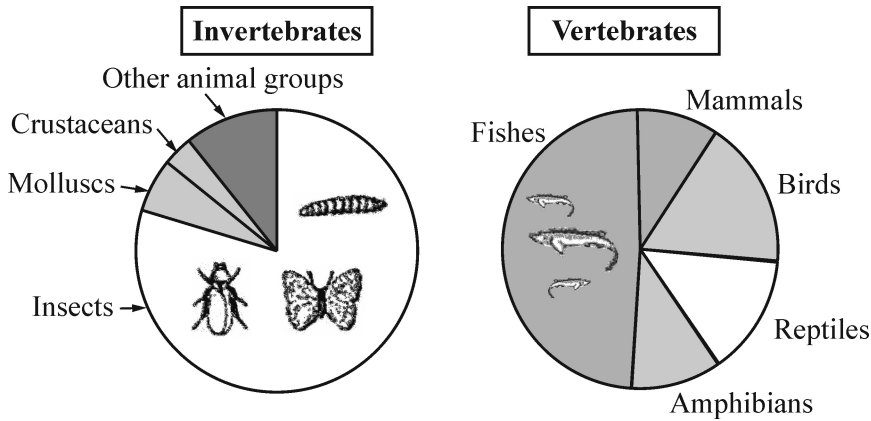 Invertebrates
Vertebrates
Other animal groups
Crustaceans
Molluscs
Insects
Fishes
Mammals
Birds
Reptiles
Amphibians